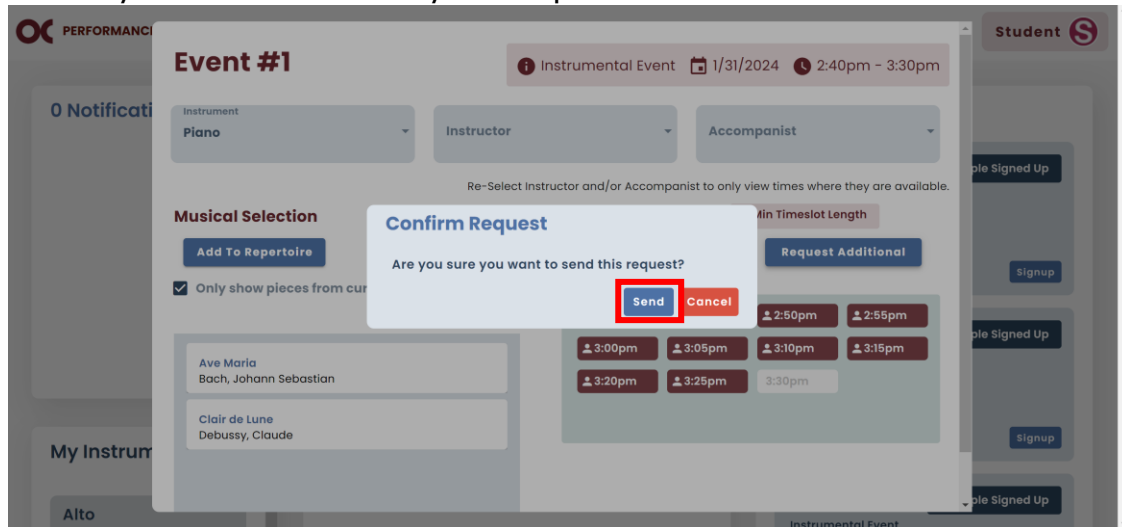 OC PERFORMANC
Student S
Event #1
Instrumental Event 1/31/2024 2:40pm - 3:30pm
0 Notificati
Instrument
Piano
Instructor
Accompanist
ple Signed Up
Re-Select Instructor and/or Accompanist to only view times where they are available.
Musical Selection
Min Timeslot Length
Confirm Request
Add To Repertoire
Request Additional
Are you sure you want to send this request?
Signup
Only show pieces from cur
Send
Cancel
2:50pm
2:55pm
ple Signed Up
3:00pm
3:05pm
3:10pm
3:15pm
Ave Maria
Bach, Johann Sebastian
3:20pm
3:25pm
3:30pm
Clair de Lune
Debussy, Claude
Signup
My Instrum
ple Signed Up
Alto
Instrumental Event